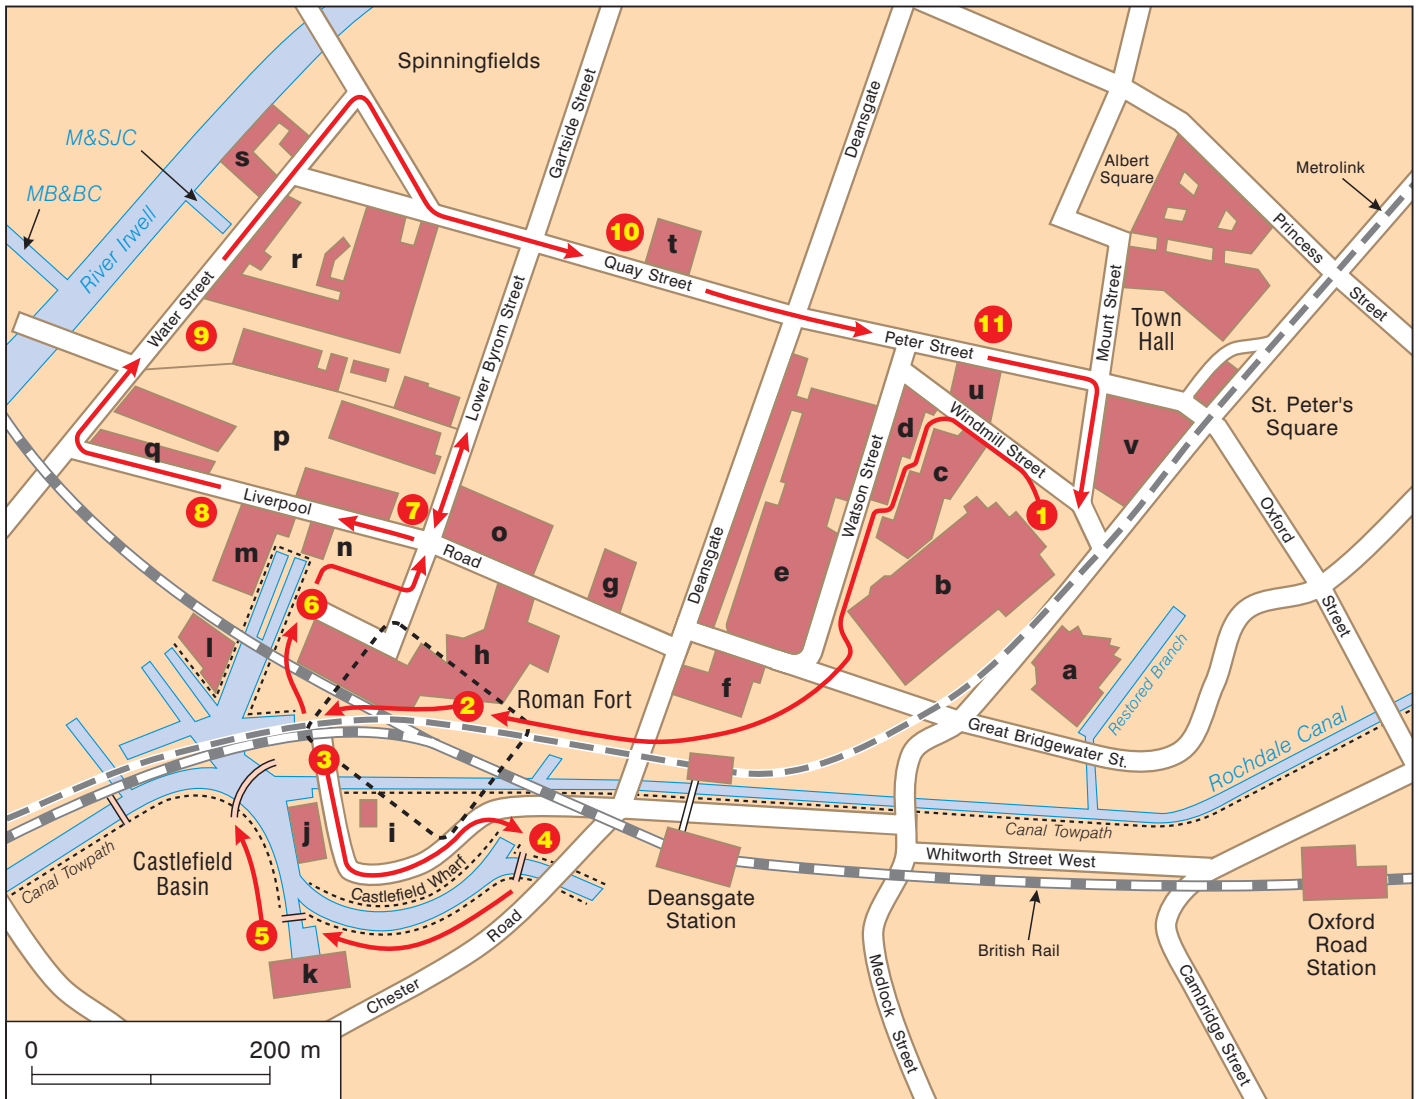 Spinningfields
Gartside Street
Deansgate
M&SJC
MB&BC
River Irwell
s
Albert
Square
Metrolink
Princess
Street
10
t
Quay Street
r
Water Street
9
Lower Byrom Street
11
Peter Street
Mount Street
Town
Hall
St. Peter's
Square
u
Windmill Street
v
d
c
Watson Street
1
q
p
8
Liverpool
Road
7
m
n
o
g
e
b
Deansgate
Oxford
Street
6
l
h
f
a
Restored Branch
2
Roman Fort
Great Bridgewater St.
Rochdale Canal
3
j
i
4
Castlefield Wharf
Canal Towpath
Castlefield
Basin
Canal Towpath
Whitworth Street West
5
k
Chester
Road
Deansgate
Station
British Rail
Oxford
Road
Station
Medlock
Street
Cambridge Street
0
200 m